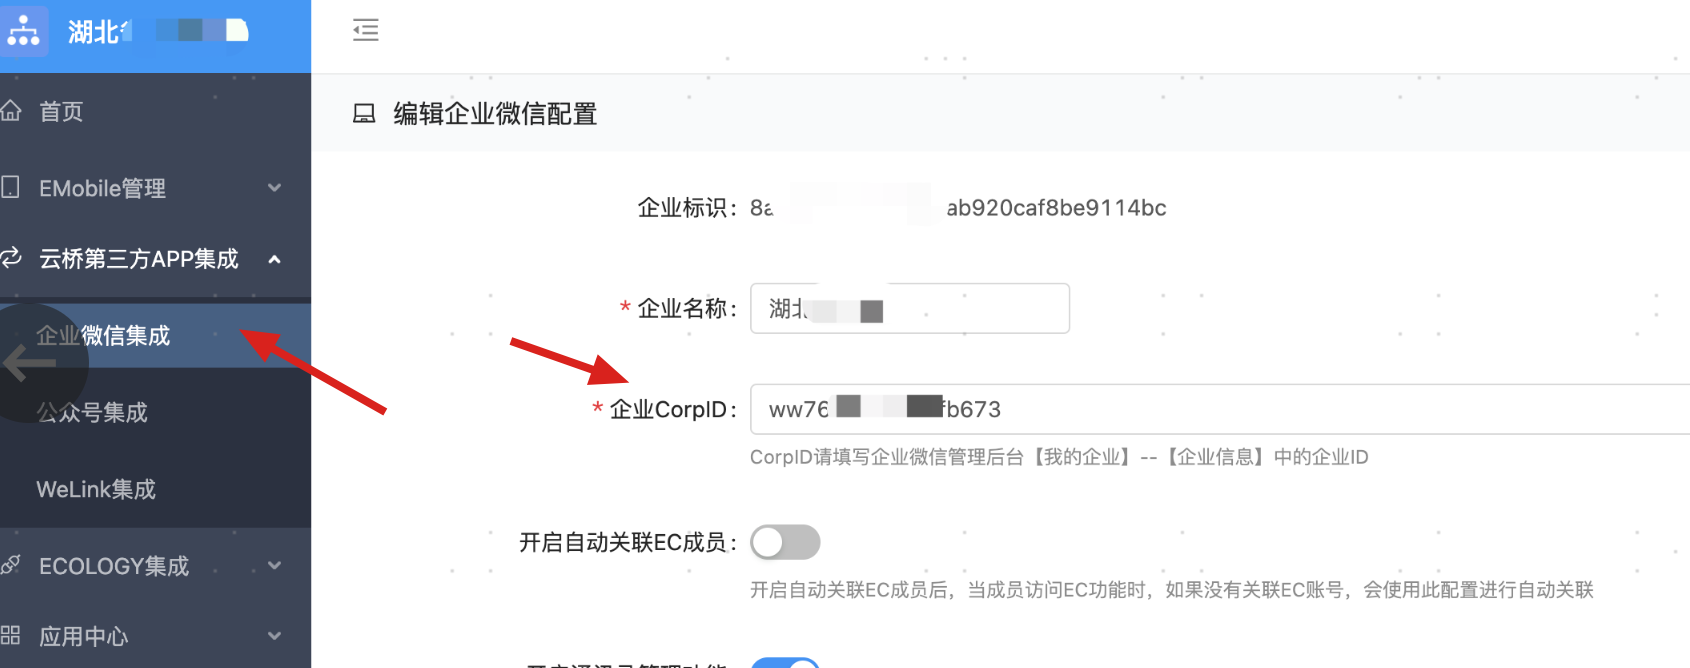 湖北
首页
EMobile管理
云桥第三方APP集成
企业微信集成
公众号集成
WeLink集成
ECOLOGY集成
应用中心
编辑企业微信配置
企业标识: 8a ab920caf8be9114bc
* 企业名称: 湖北
* 企业CorpID: ww76 fb673
CorpID请填写企业微信管理后台【我的企业】--【企业信息】中的企业ID
开启自动关联EC成员:
开启自动关联EC成员后，当成员访问EC功能时，如果没有关联EC账号，会使用此配置进行自动关联